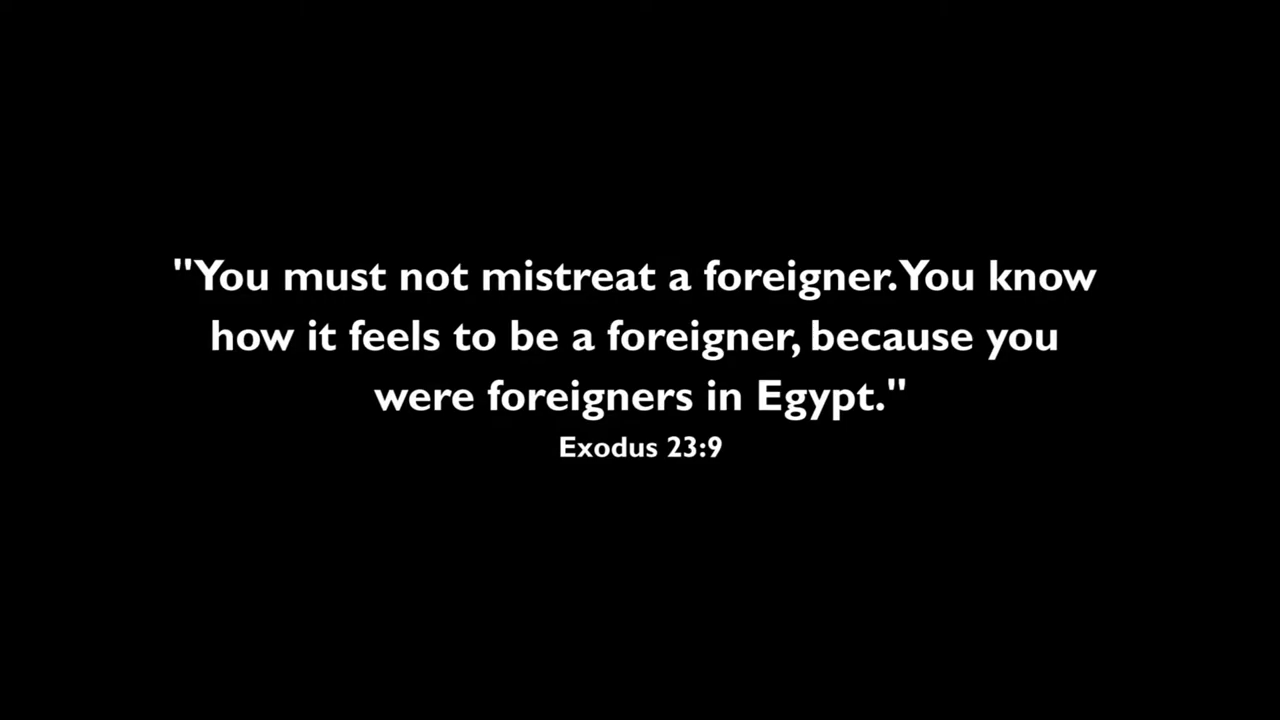 "You must not mistreat a foreigner. You know
how it feels to be a foreigner, because you
were foreigners in Egypt."
Exodus 23:9